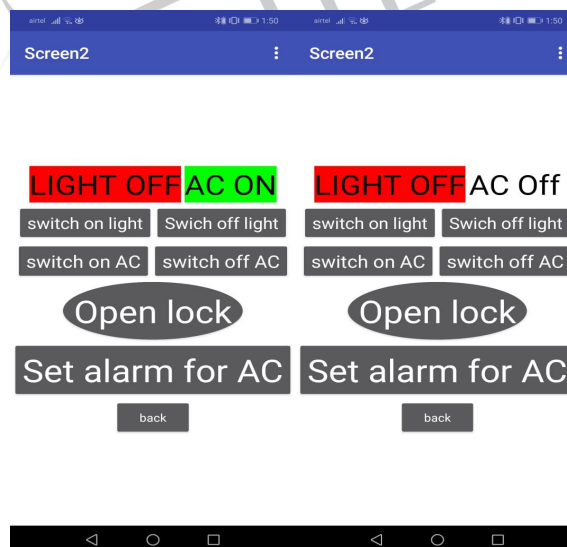 airtel 1:50
Screen2
LIGHT OFF AC ON
switch on light Swich off light
switch on AC switch off AC
Open lock
Set alarm for AC
back
airtel 1:50
Screen2
LIGHT OFF AC Off
switch on light Swich off light
switch on AC switch off AC
Open lock
Set alarm for AC
back